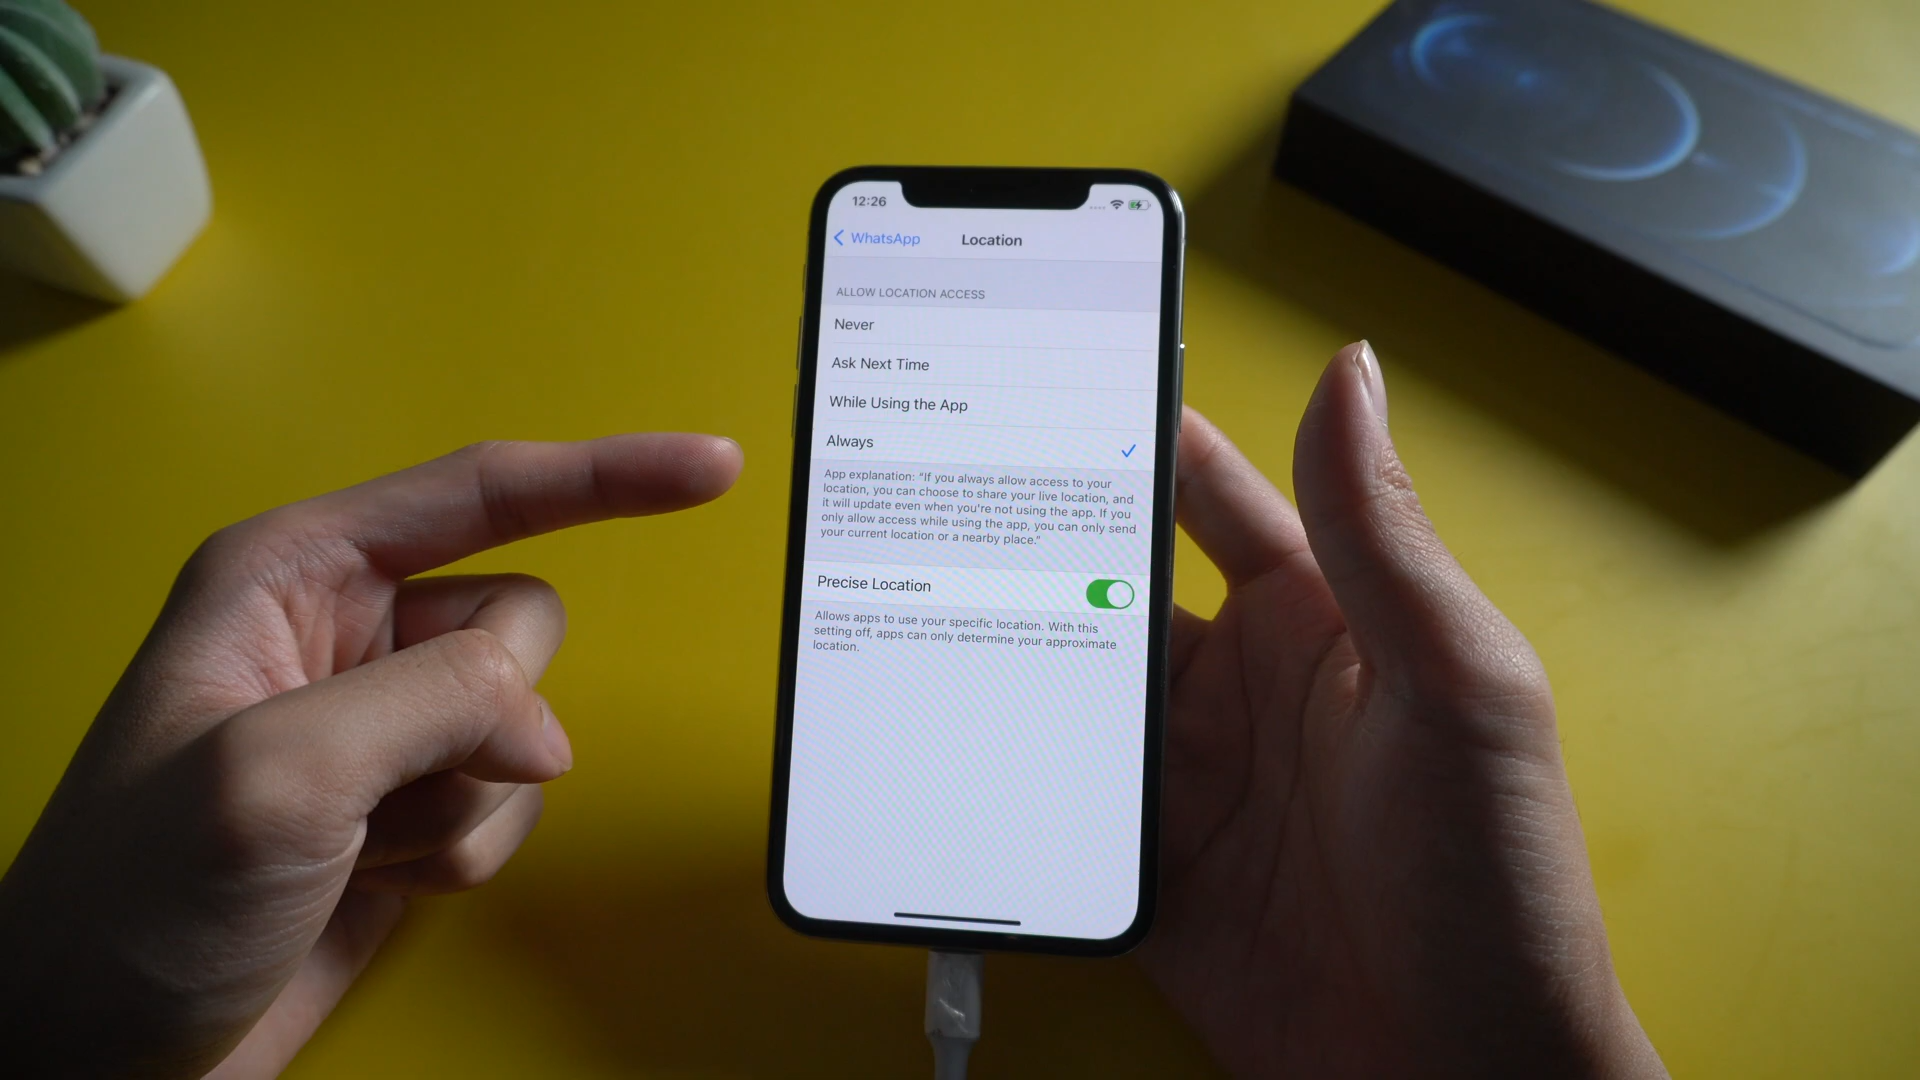 12:26
WhatsApp
Location
ALLOW LOCATION ACCESS
Never
Ask Next Time
While Using the App
Always
App explanation: “If you always allow access to your
location, you can choose to share your live location, and
it will update even when you're not using the app. If you
only allow access while using the app, you can only send
your current location or a nearby place.”
Precise Location
Allows apps to use your specific location. With this
setting off, apps can only determine your approximate
location.